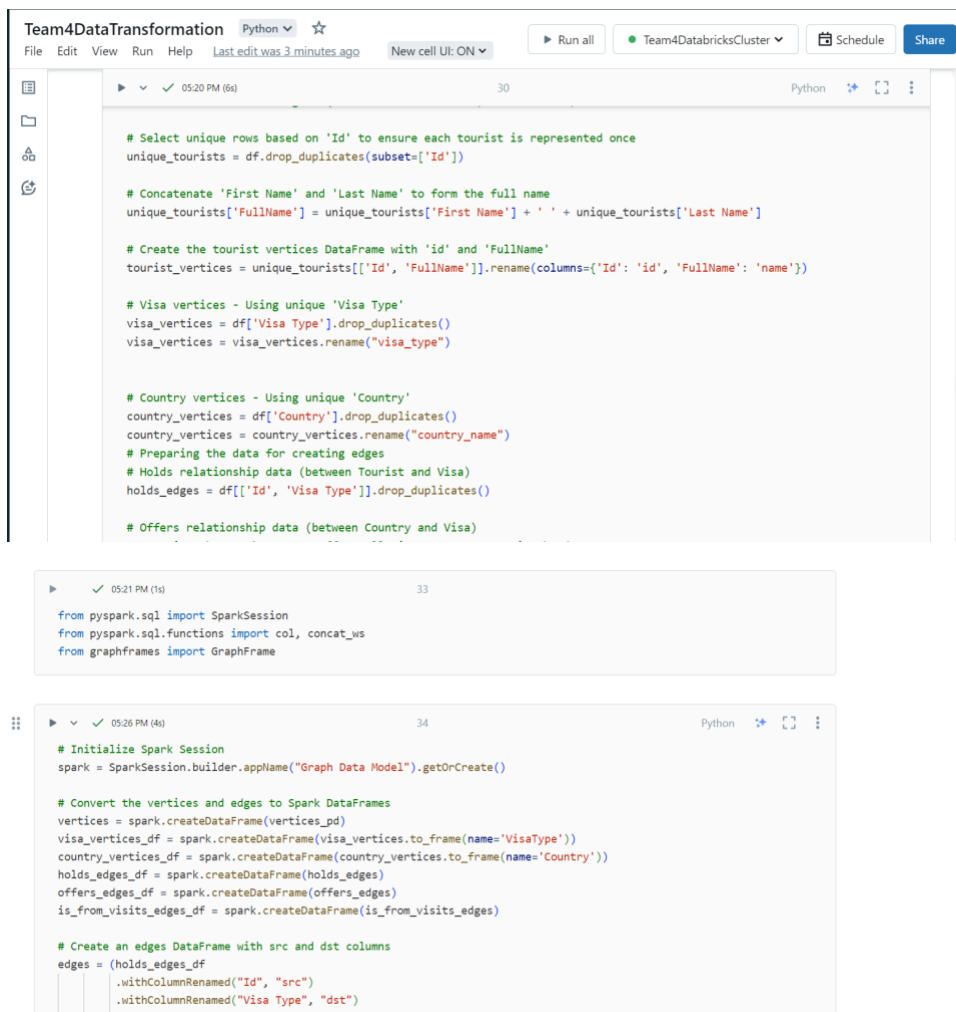 Team4DataTransformation Python
File Edit View Run Help Last edit was 3 minutes ago New cell UI: ON Run all Team4DatabricksCluster Schedule Share
05:20 PM (6s) 30 Python
# Select unique rows based on 'Id' to ensure each tourist is represented once
unique_tourists = df.drop_duplicates(subset=['Id'])
# Concatenate 'First Name' and 'Last Name' to form the full name
unique_tourists['FullName'] = unique_tourists['First Name'] + ' ' + unique_tourists['Last Name']
# Create the tourist vertices DataFrame with 'id' and 'FullName'
tourist_vertices = unique_tourists[['Id', 'FullName']].rename(columns={'Id': 'id', 'FullName': 'name'})
# Visa vertices - Using unique 'Visa Type'
visa_vertices = df['Visa Type'].drop_duplicates()
visa_vertices = visa_vertices.rename("visa_type")
# Country vertices - Using unique 'Country'
country_vertices = df['Country'].drop_duplicates()
country_vertices = country_vertices.rename("country_name")
# Preparing the data for creating edges
# Holds relationship data (between Tourist and Visa)
holds_edges = df[['Id', 'Visa Type']].drop_duplicates()
# Offers relationship data (between Country and Visa)
05:21 PM (1s) 33
from pyspark.sql import SparkSession
from pyspark.sql.functions import col, concat_ws
from graphframes import GraphFrame
05:26 PM (4s) 34 Python
# Initialize Spark Session
spark = SparkSession.builder.appName("Graph Data Model").getOrCreate()
# Convert the vertices and edges to Spark DataFrames
vertices = spark.createDataFrame(vertices_pd)
visa_vertices_df = spark.createDataFrame(visa_vertices.to_frame(name='VisaType'))
country_vertices_df = spark.createDataFrame(country_vertices.to_frame(name='Country'))
holds_edges_df = spark.createDataFrame(holds_edges)
offers_edges_df = spark.createDataFrame(offers_edges)
is_from_visits_edges_df = spark.createDataFrame(is_from_visits_edges)
# Create an edges DataFrame with src and dst columns
edges = (holds_edges_df
.withColumnRenamed("Id", "src")
.withColumnRenamed("Visa Type", "dst")